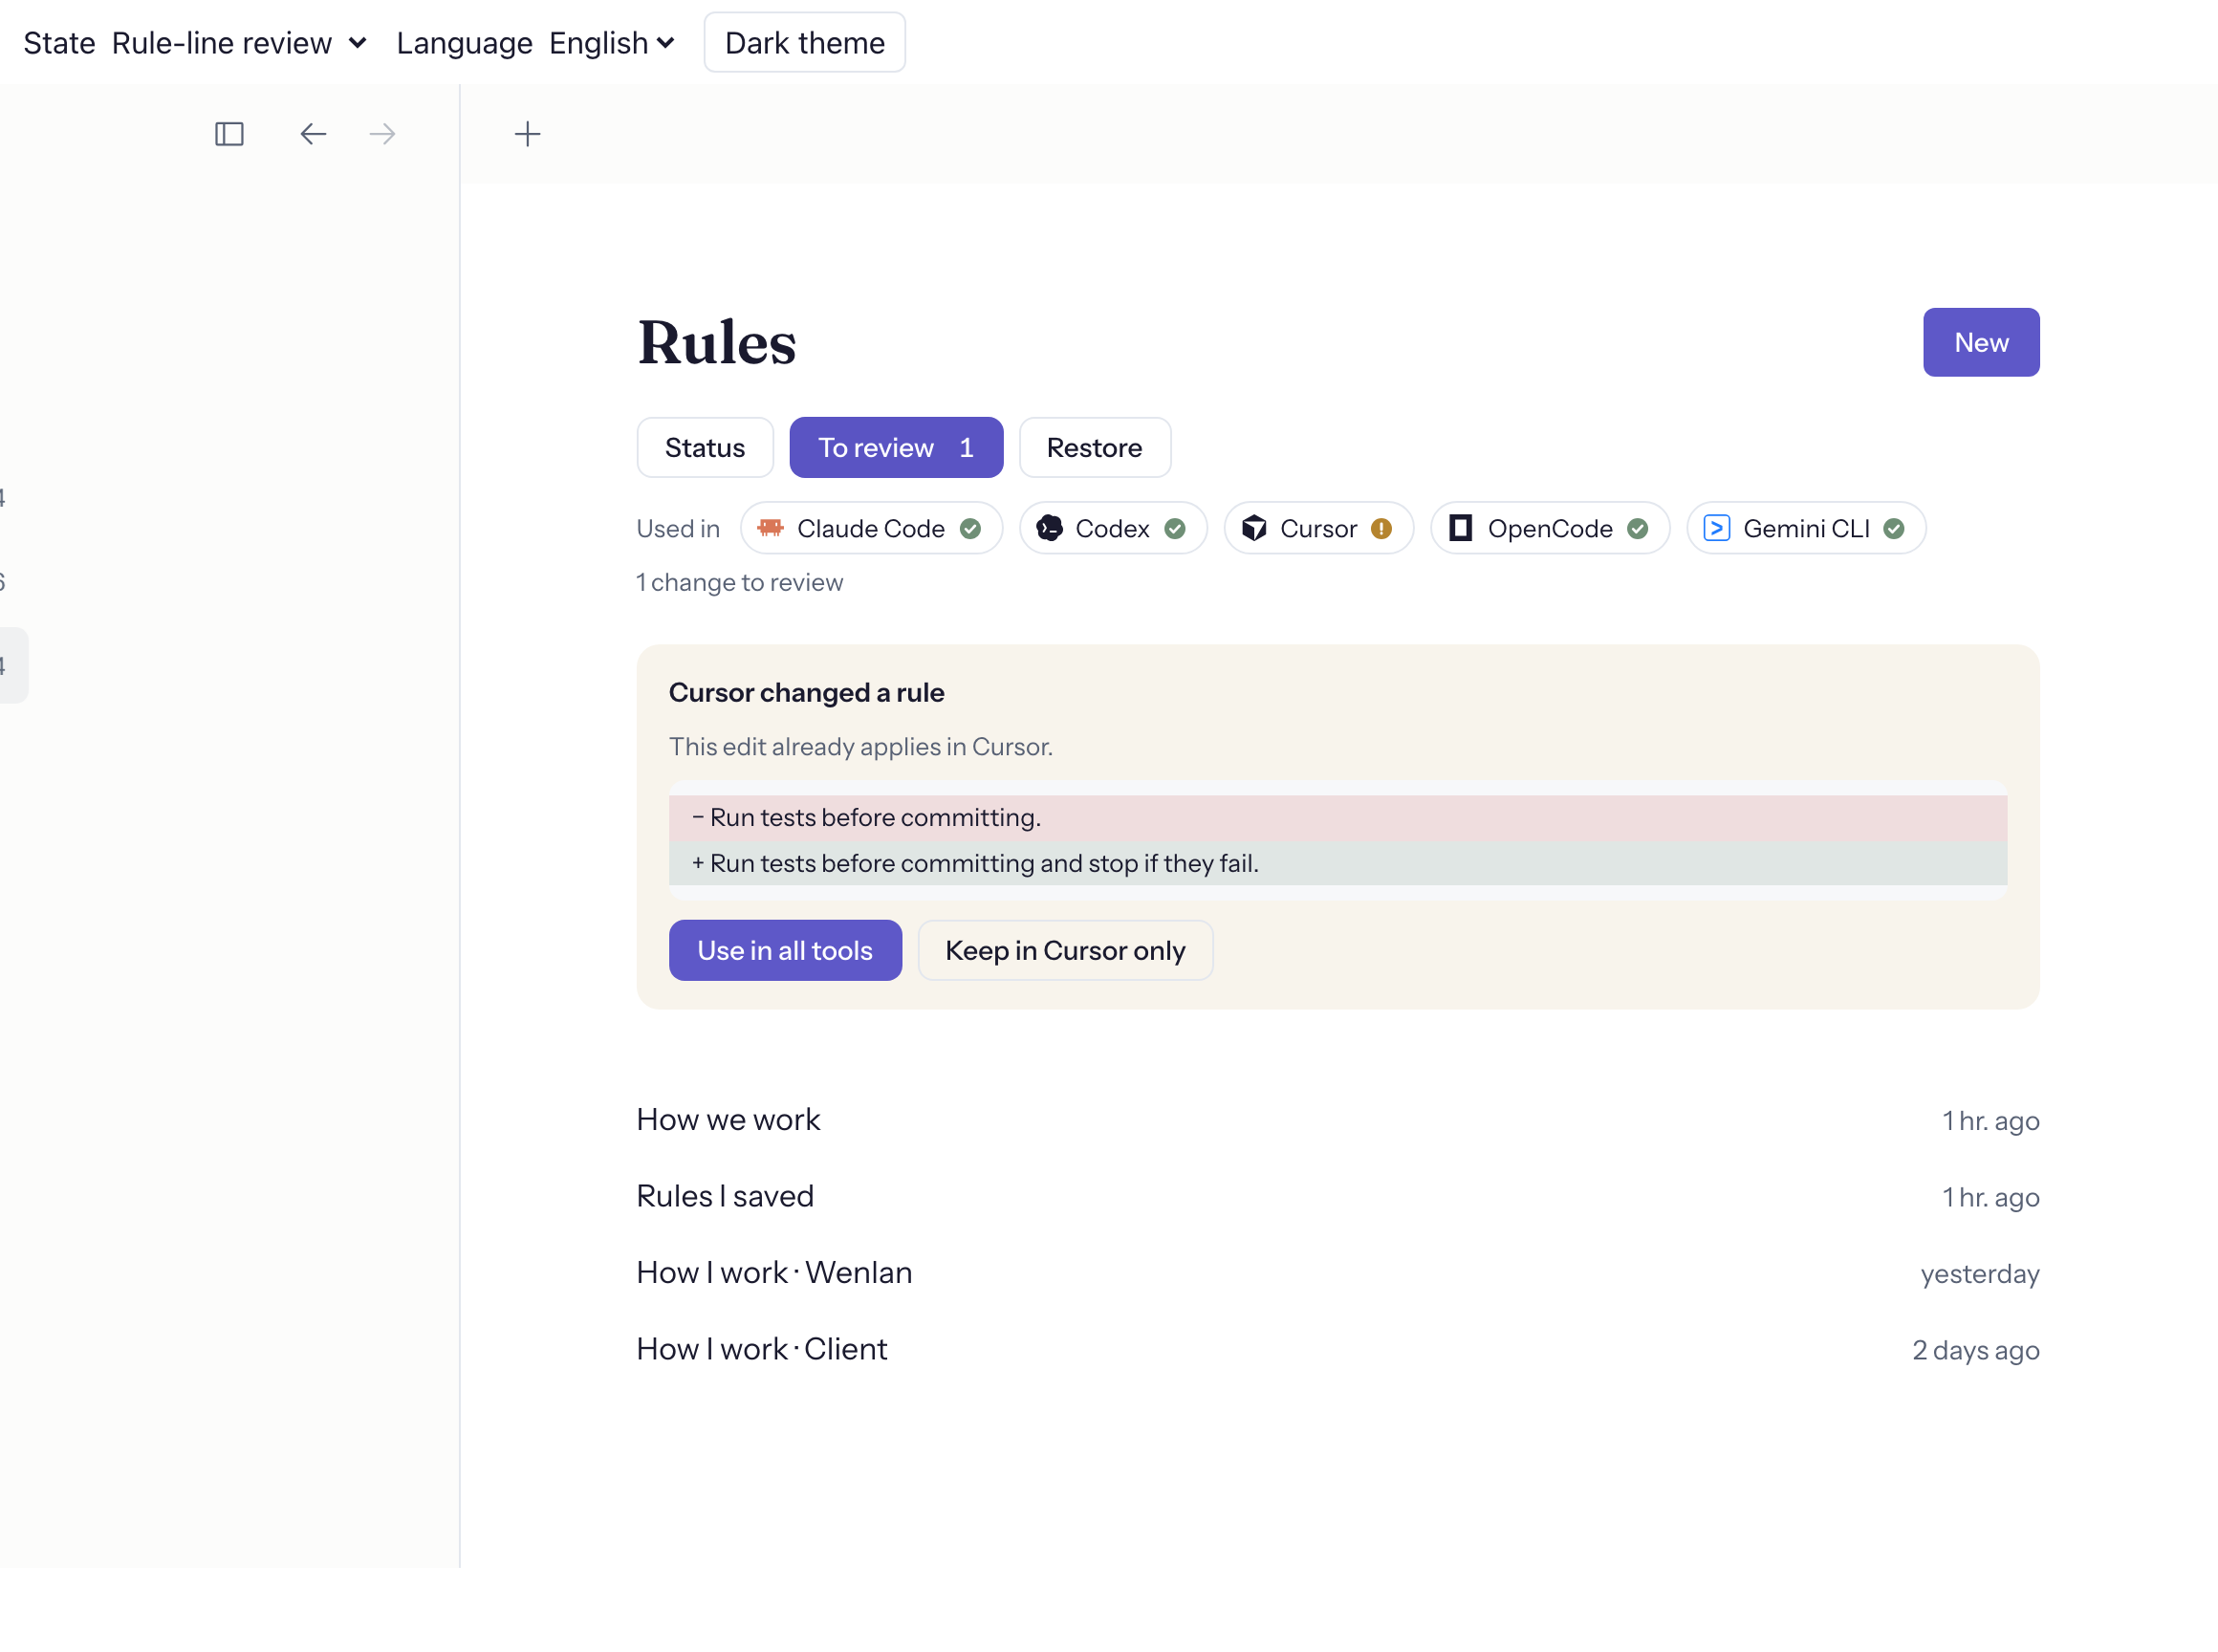 State Rule-line review Language English Dark theme
Rules
New
Status To review 1 Restore
Used in Claude Code Codex Cursor OpenCode Gemini CLI
1 change to review
Cursor changed a rule
This edit already applies in Cursor.
− Run tests before committing.
+ Run tests before committing and stop if they fail.
Use in all tools Keep in Cursor only
How we work 1 hr. ago
Rules I saved 1 hr. ago
How I work · Wenlan yesterday
How I work · Client 2 days ago